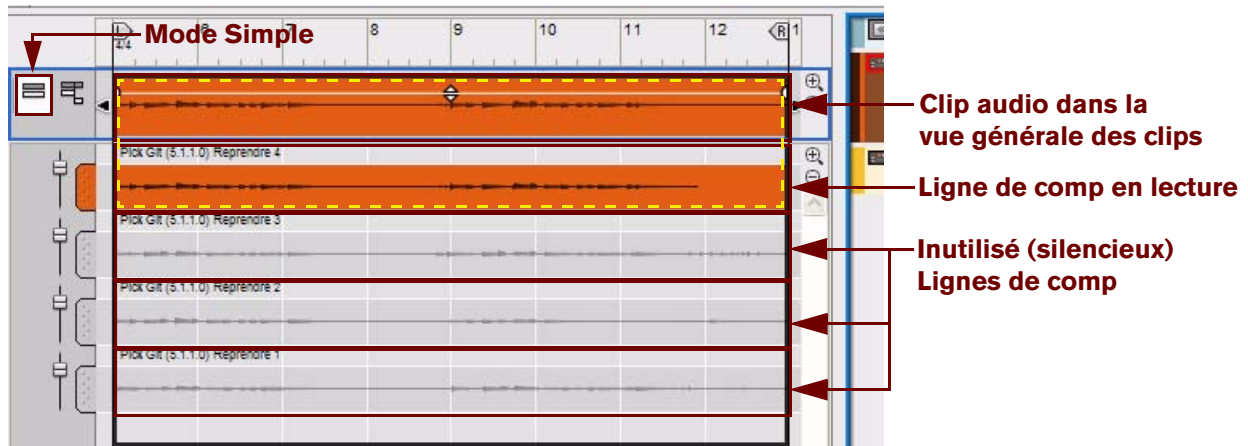 Mode Simple
7 8 9 10 11 12 R 1
4/4
Clip audio dans la
vue générale des clips
Pick Git (5.1.1.0) Reprendre 4
Ligne de comp en lecture
Pick Git (5.1.1.0) Reprendre 3
Inutilisé (silencieux)
Lignes de comp
Pick Git (5.1.1.0) Reprendre 2
Pick Git (5.1.1.0) Reprendre 1